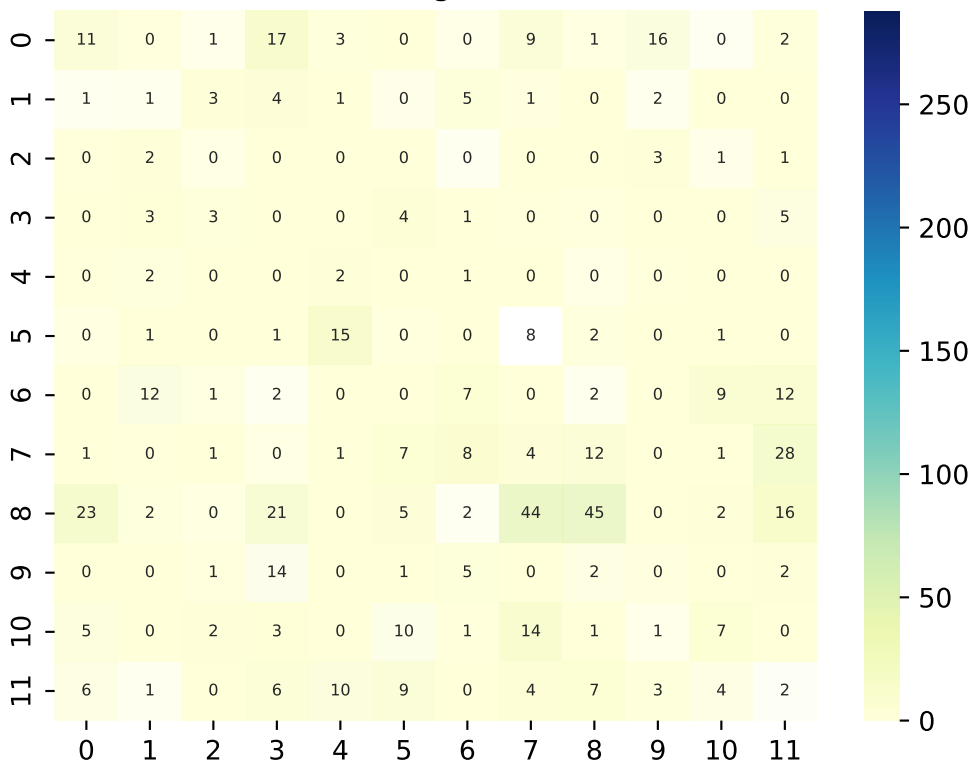 0 11 0 1 17 3 0 0 9 1 16 0 2
1 1 1 3 4 1 0 5 1 0 2 0 0
2 0 2 0 0 0 0 0 0 0 3 1 1
3 0 3 3 0 0 4 1 0 0 0 0 5
4 0 2 0 0 2 0 1 0 0 0 0 0
5 0 1 0 1 15 0 0 8 2 0 1 0
6 0 12 1 2 0 0 7 0 2 0 9 12
7 1 0 1 0 1 7 8 4 12 0 1 28
8 23 2 0 21 0 5 2 44 45 0 2 16
9 0 0 1 14 0 1 5 0 2 0 0 2
10 5 0 2 3 0 10 1 14 1 1 7 0
11 6 1 0 6 10 9 0 4 7 3 4 2
0 1 2 3 4 5 6 7 8 9 10 11
250
200
150
100
50
0